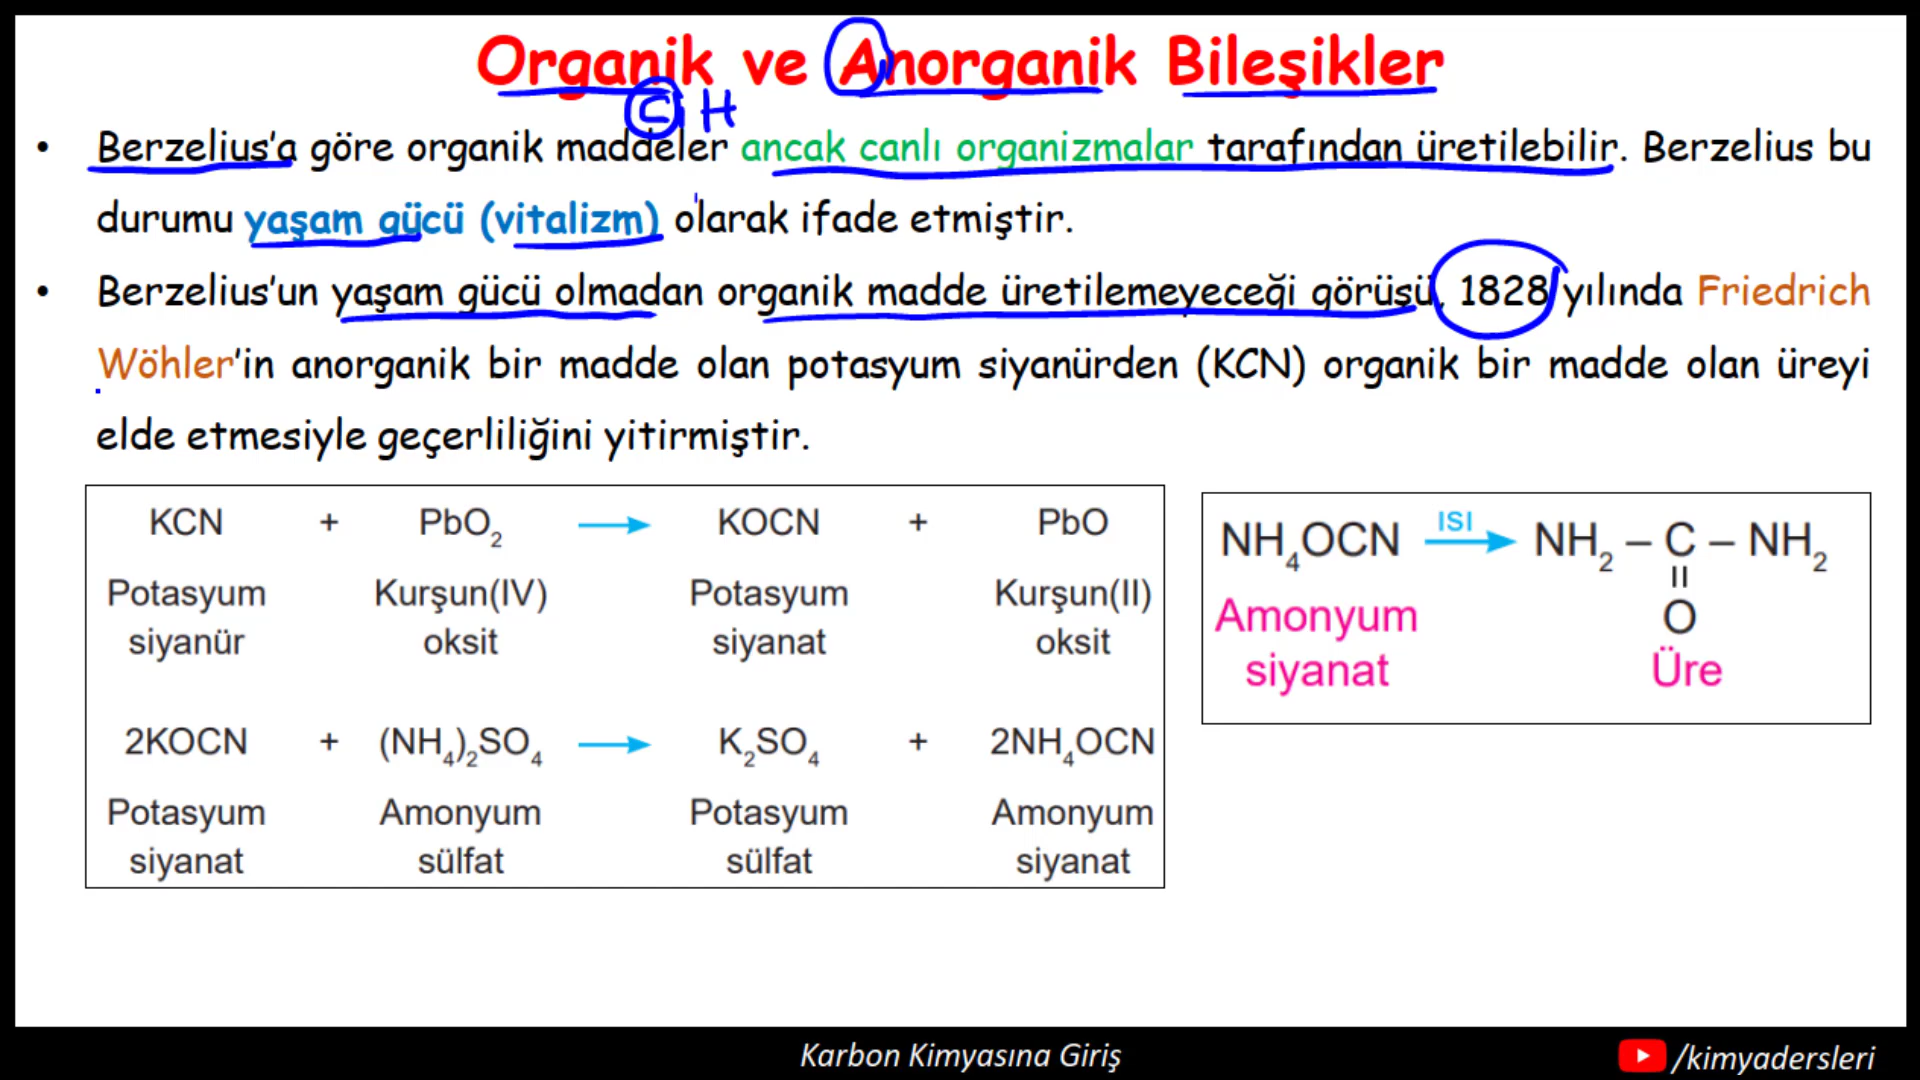 Organik ve Anorganik Bileşikler
C, H
• Berzelius'a göre organik maddeler ancak canlı organizmalar tarafından üretilebilir. Berzelius bu
durumu yaşam gücü (vitalizm) olarak ifade etmiştir.
• Berzelius'un yaşam gücü olmadan organik madde üretilemeyeceği görüşü, 1828 yılında Friedrich
Wöhler'in anorganik bir madde olan potasyum siyanürden (KCN) organik bir madde olan üreyi
elde etmesiyle geçerliliğini yitirmiştir.
KCN + PbO₂ → KOCN + PbO
Potasyum Kurşun(IV) Potasyum Kurşun(II)
siyanür oksit siyanat oksit
2KOCN + (NH₄)₂SO₄ → K₂SO₄ + 2NH₄OCN
Potasyum Amonyum Potasyum Amonyum
siyanat sülfat sülfat siyanat
ISI
NH₄OCN → NH₂ – C – NH₂
=
Amonyum O
siyanat Üre
Karbon Kimyasına Giriş
/kimyadersleri